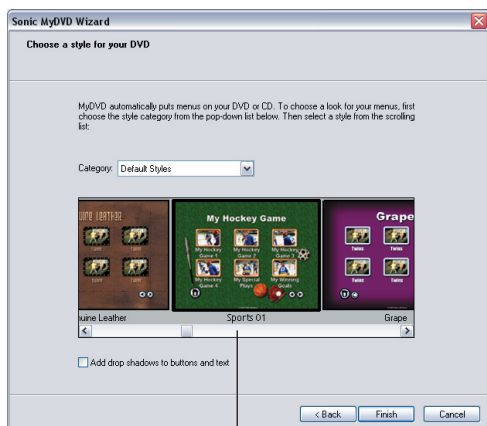 Sonic MyDVD Wizard
Choose a style for your DVD
MyDVD automatically puts menus on your DVD or CD. To choose a look for your menus, first
choose the style category from the pop-down list below. Then select a style from the scrolling
list:
Category: Default Styles
UINE LEATHER
My Hockey Game
My Hockey Game 1
My Hockey Game 2
My Hockey Game 3
My Hockey Game 4
My Special Plays
My Winning Goals
Grape
Twins Twins
Twins Twins
uine Leather Sports 01 Grape
Add drop shadows to buttons and text
< Back Finish Cancel